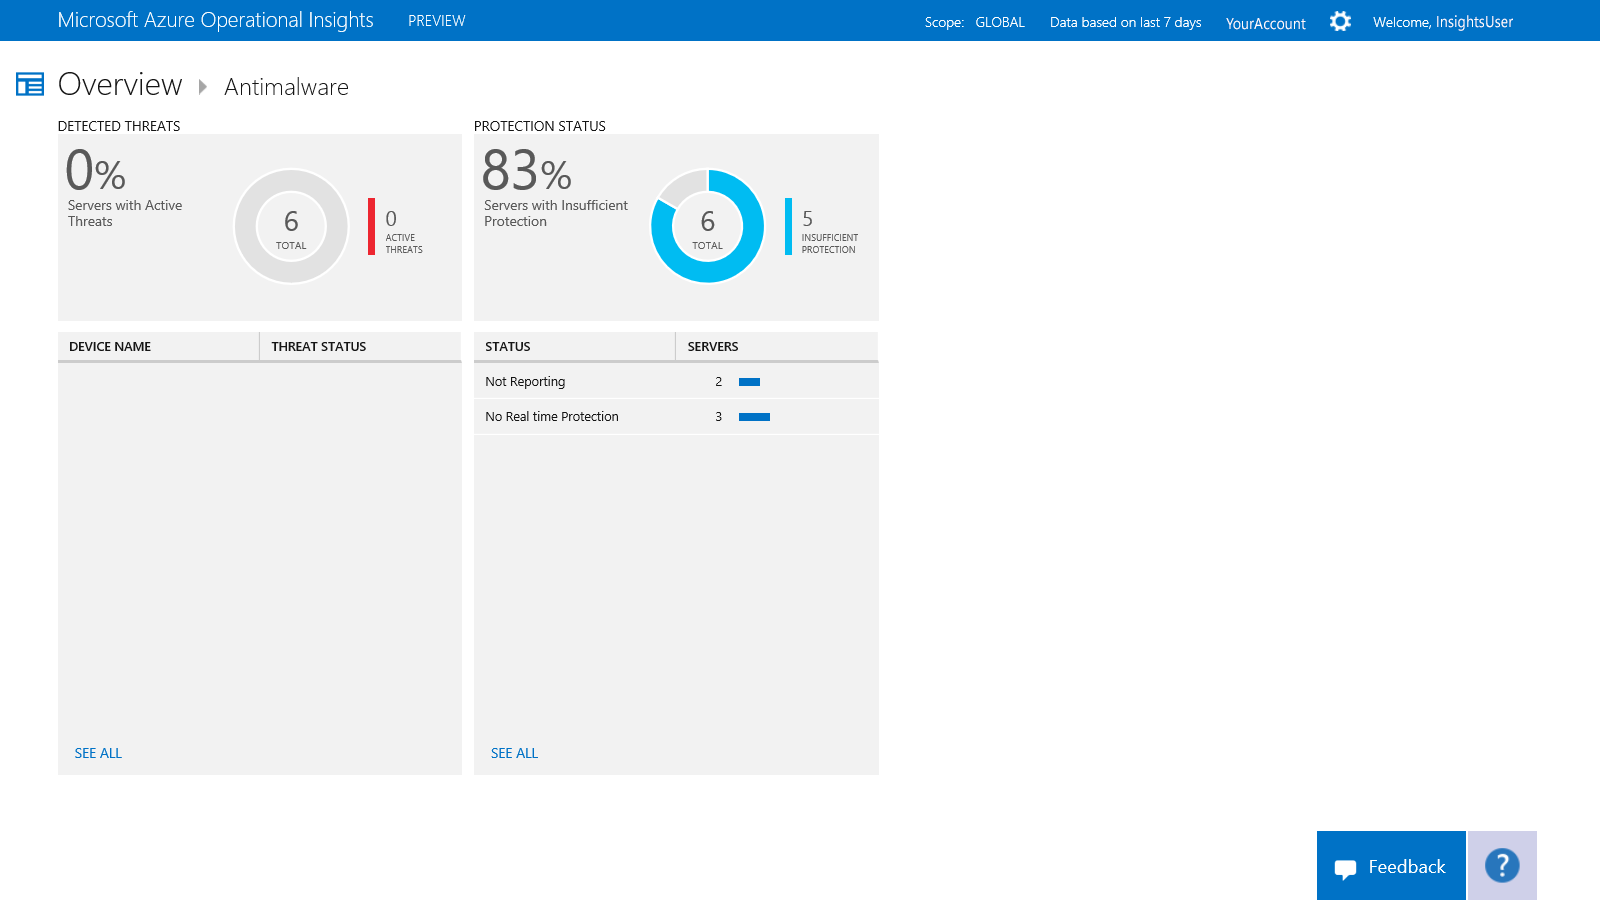 Microsoft Azure Operational Insights PREVIEW Scope: GLOBAL Data based on last 7 days YourAccount Welcome, InsightsUser
Overview Antimalware
DETECTED THREATS
0%
Servers with Active
Threats
6
TOTAL
0
ACTIVE
THREATS
DEVICE NAME THREAT STATUS
SEE ALL
PROTECTION STATUS
83%
Servers with Insufficient
Protection
6
TOTAL
5
INSUFFICIENT
PROTECTION
STATUS SERVERS
Not Reporting 2
No Real time Protection 3
SEE ALL
Feedback ?